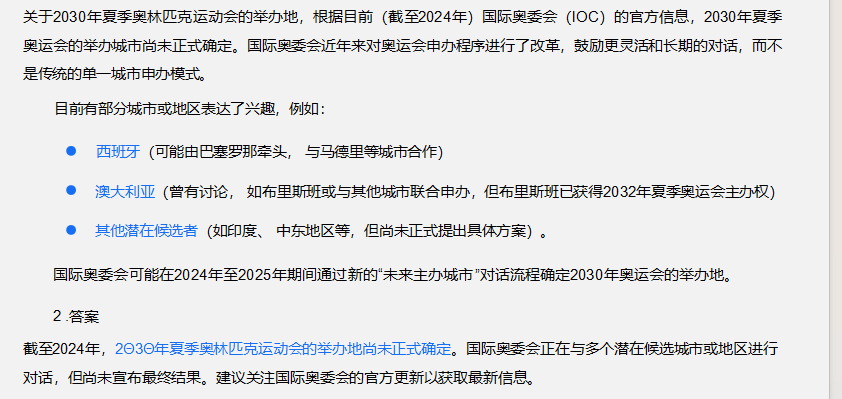 关于2030年夏季奥林匹克运动会的举办地，根据目前（截至2024年）国际奥委会（IOC）的官方信息，2030年夏季
奥运会的举办城市尚未正式确定。国际奥委会近年来对奥运会申办程序进行了改革，鼓励更灵活和长期的对话，而不
是传统的单一城市申办模式。
目前有部分城市或地区表达了兴趣，例如：
● 西班牙（可能由巴塞罗那牵头， 与马德里等城市合作）
● 澳大利亚（曾有讨论， 如布里斯班或与其他城市联合申办，但布里斯班已获得2032年夏季奥运会主办权）
● 其他潜在候选者（如印度、 中东地区等，但尚未正式提出具体方案）。
国际奥委会可能在2024年至2025年期间通过新的“未来主办城市”对话流程确定2030年奥运会的举办地。
2 .答案
截至2024年，2Θ3Θ年夏季奥林匹克运动会的举办地尚未正式确定。国际奥委会正在与多个潜在候选城市或地区进行
对话，但尚未宣布最终结果。建议关注国际奥委会的官方更新以获取最新信息。